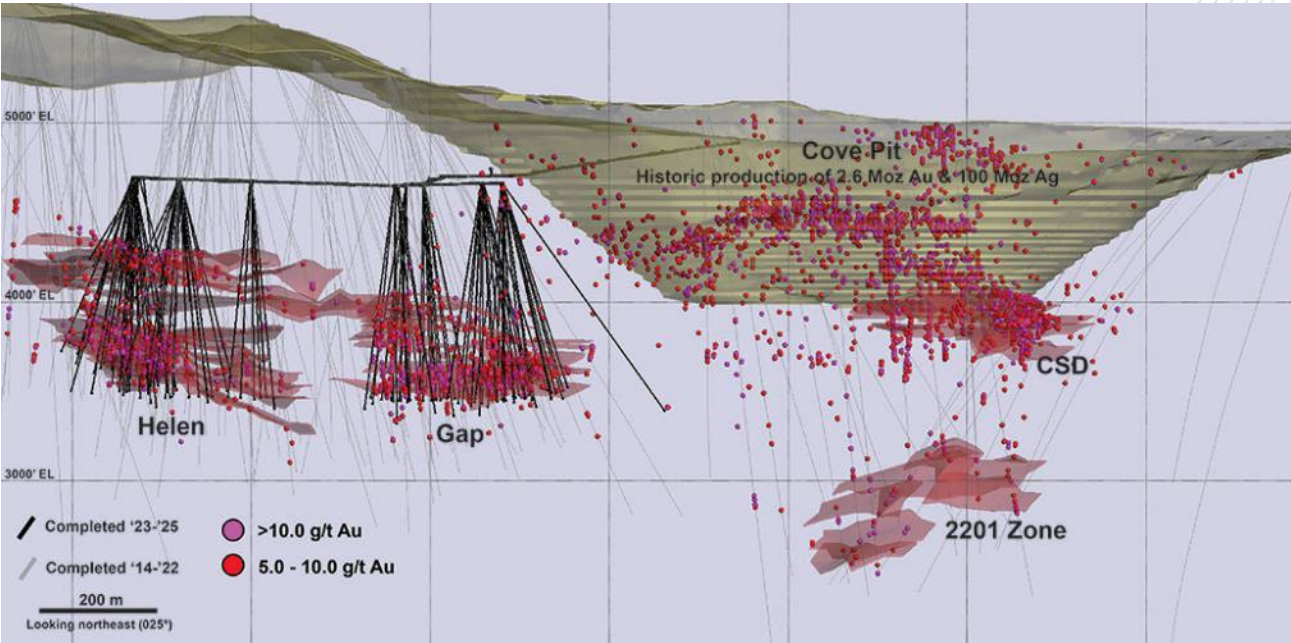 5000' EL
Cove Pit
Historic production of 2.6 Moz Au & 100 Moz Ag
4000' EL
CSD
Helen
Gap
3000' EL
2201 Zone
Completed '23-'25
>10.0 g/t Au
Completed '14-'22
5.0 - 10.0 g/t Au
200 m
Looking northeast (025°)